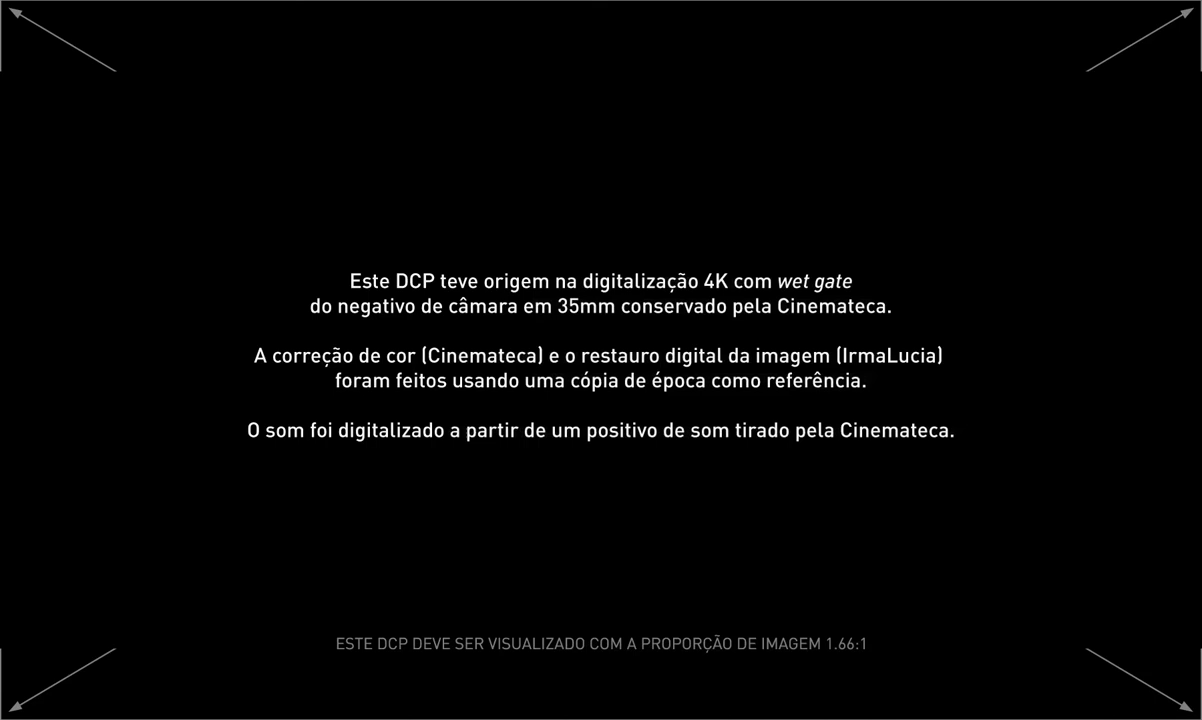 Este DCP teve origem na digitalização 4K com wet gate
do negativo de câmara em 35mm conservado pela Cinemateca.
A correção de cor (Cinemateca) e o restauro digital da imagem (IrmaLucia)
foram feitos usando uma cópia de época como referência.
O som foi digitalizado a partir de um positivo de som tirado pela Cinemateca.
ESTE DCP DEVE SER VISUALIZADO COM A PROPORÇÃO DE IMAGEM 1.66:1